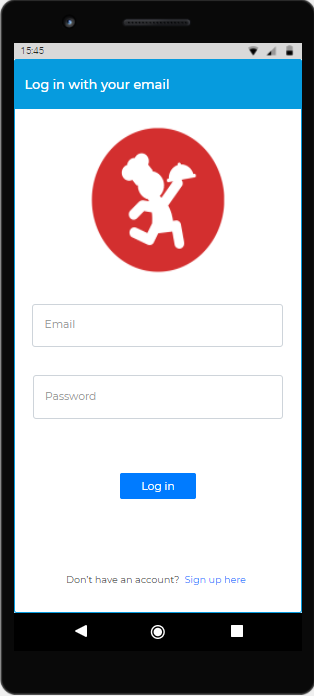 15:45
Log in with your email
Email
Password
Log in
Don't have an account? Sign up here